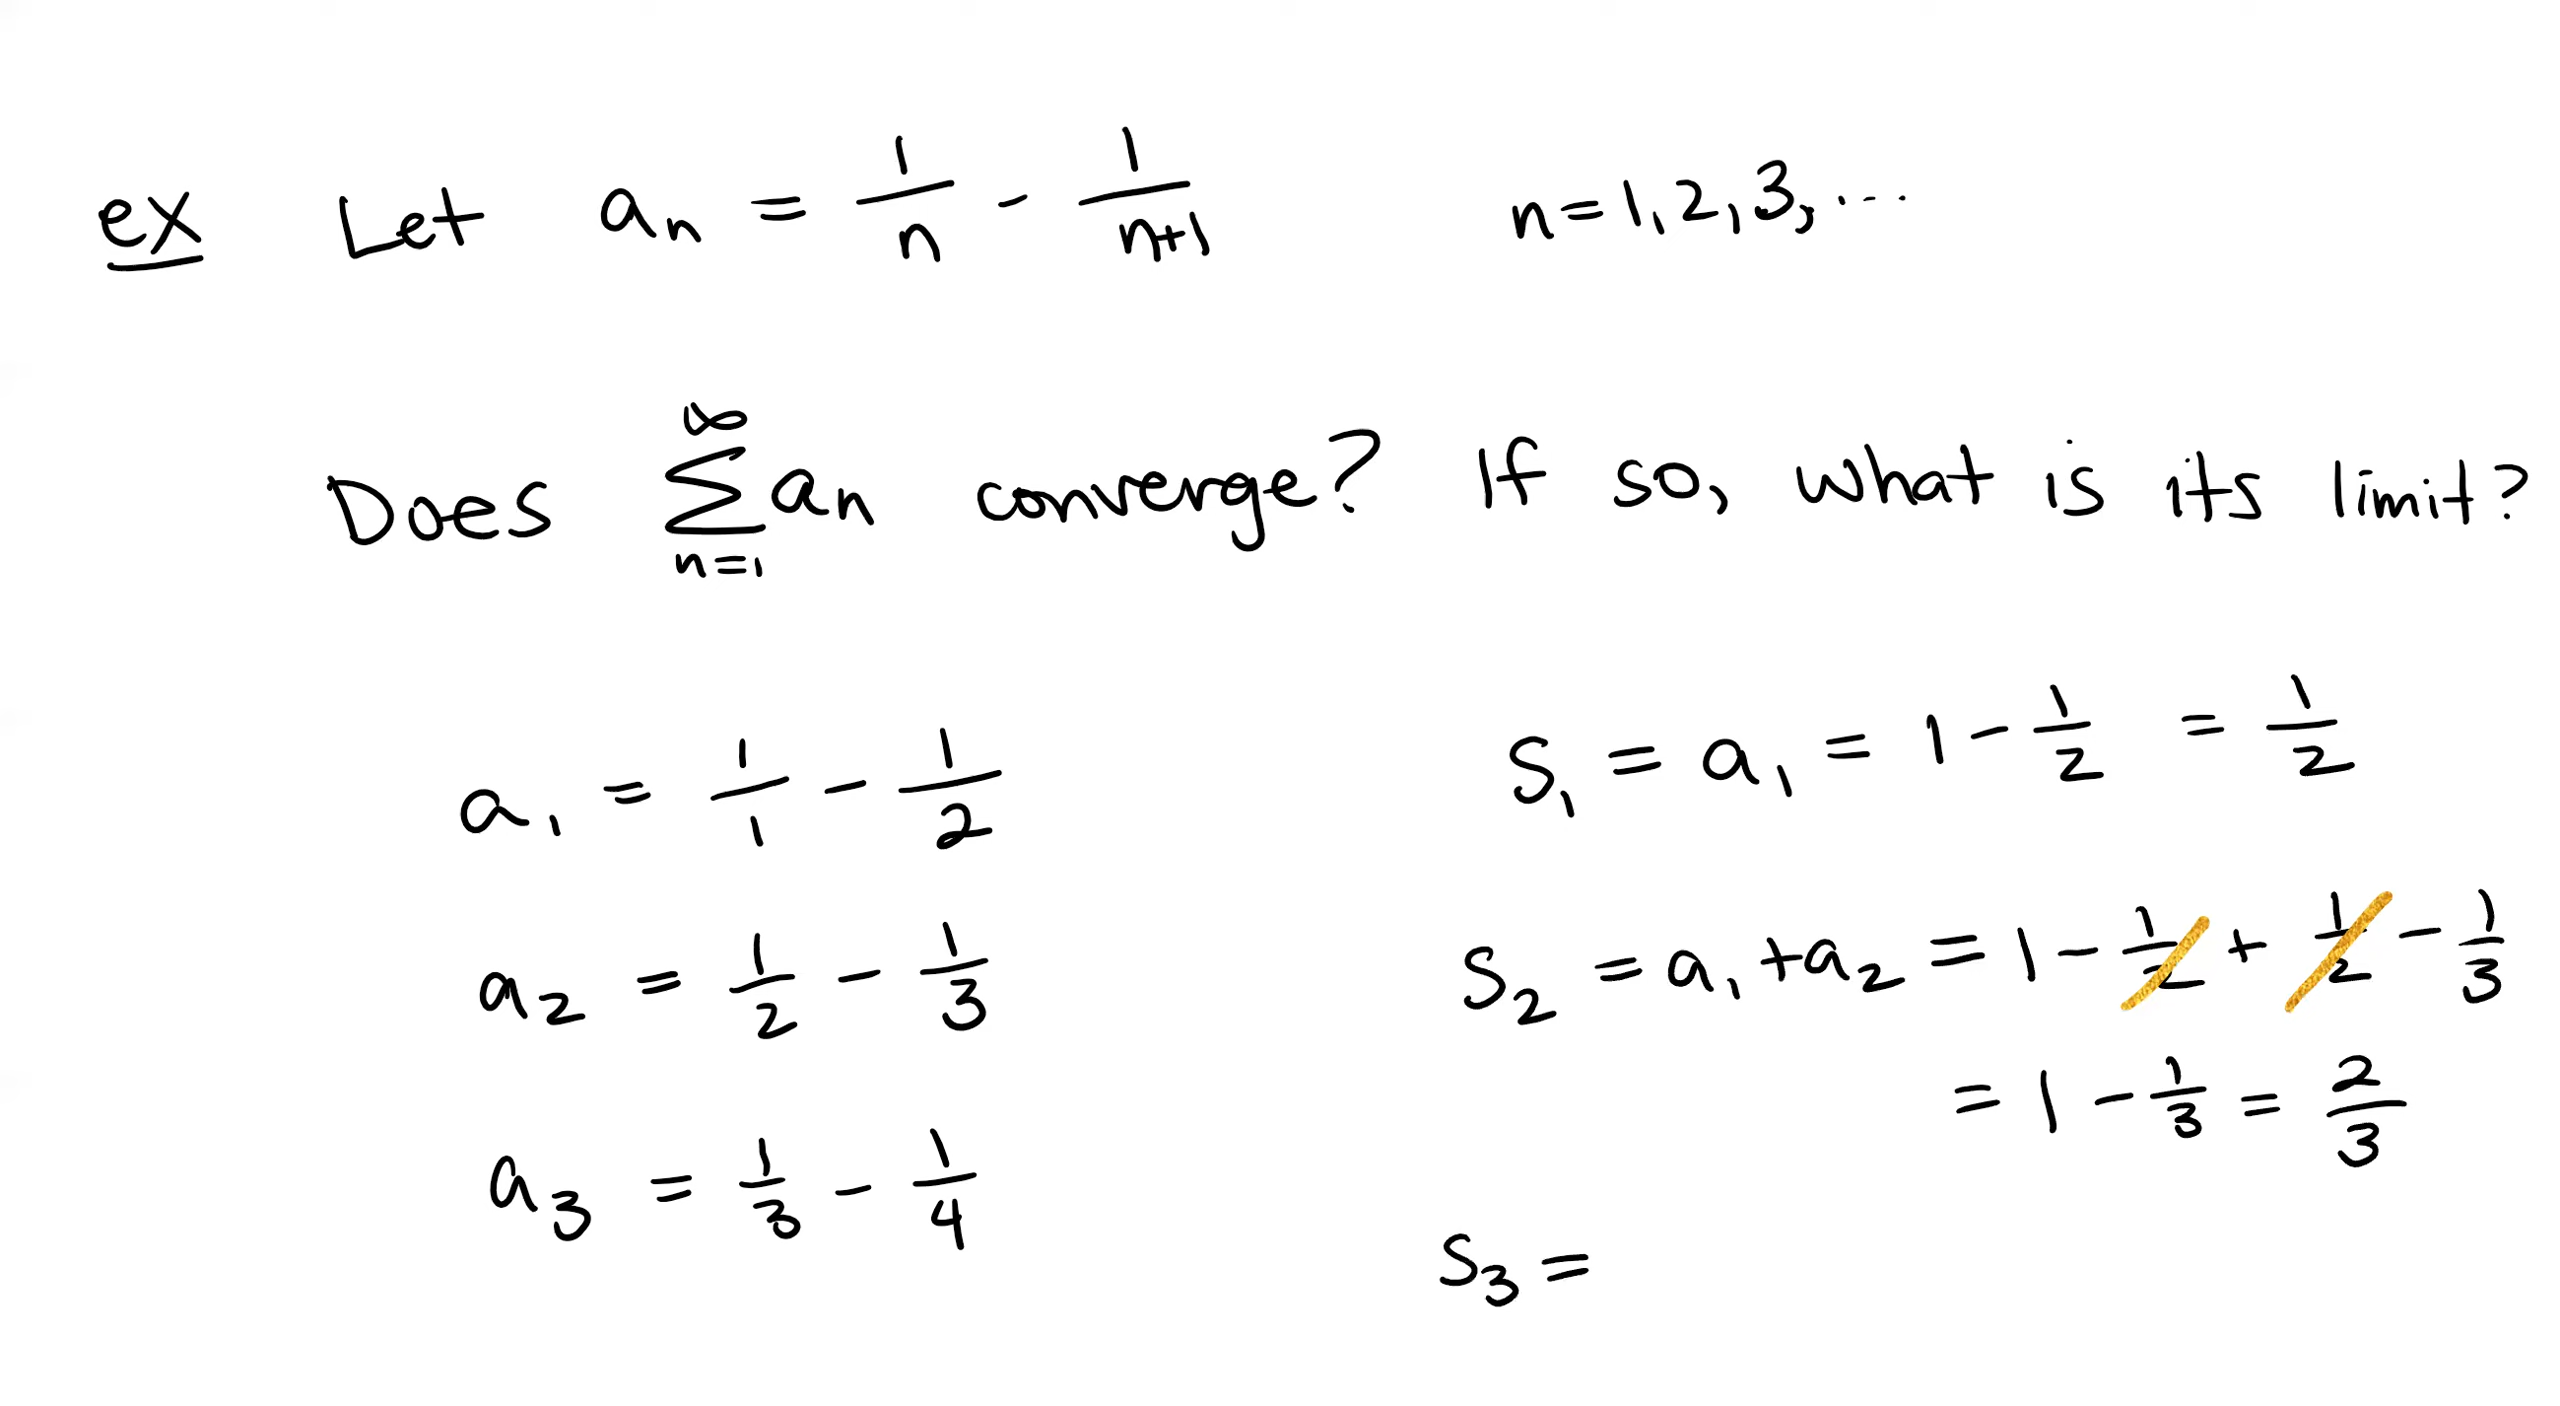 ex Let aₙ = 1/n - 1/(n+1) n=1,2,3,...
Does ∑_{n=1}^{∞} aₙ converge? If so, what is its limit?
a₁ = 1/1 - 1/2
S₁ = a₁ = 1 - 1/2 = 1/2
a₂ = 1/2 - 1/3
S₂ = a₁ + a₂ = 1 - 1/2 + 1/2 - 1/3
= 1 - 1/3 = 2/3
a₃ = 1/3 - 1/4
S₃ =